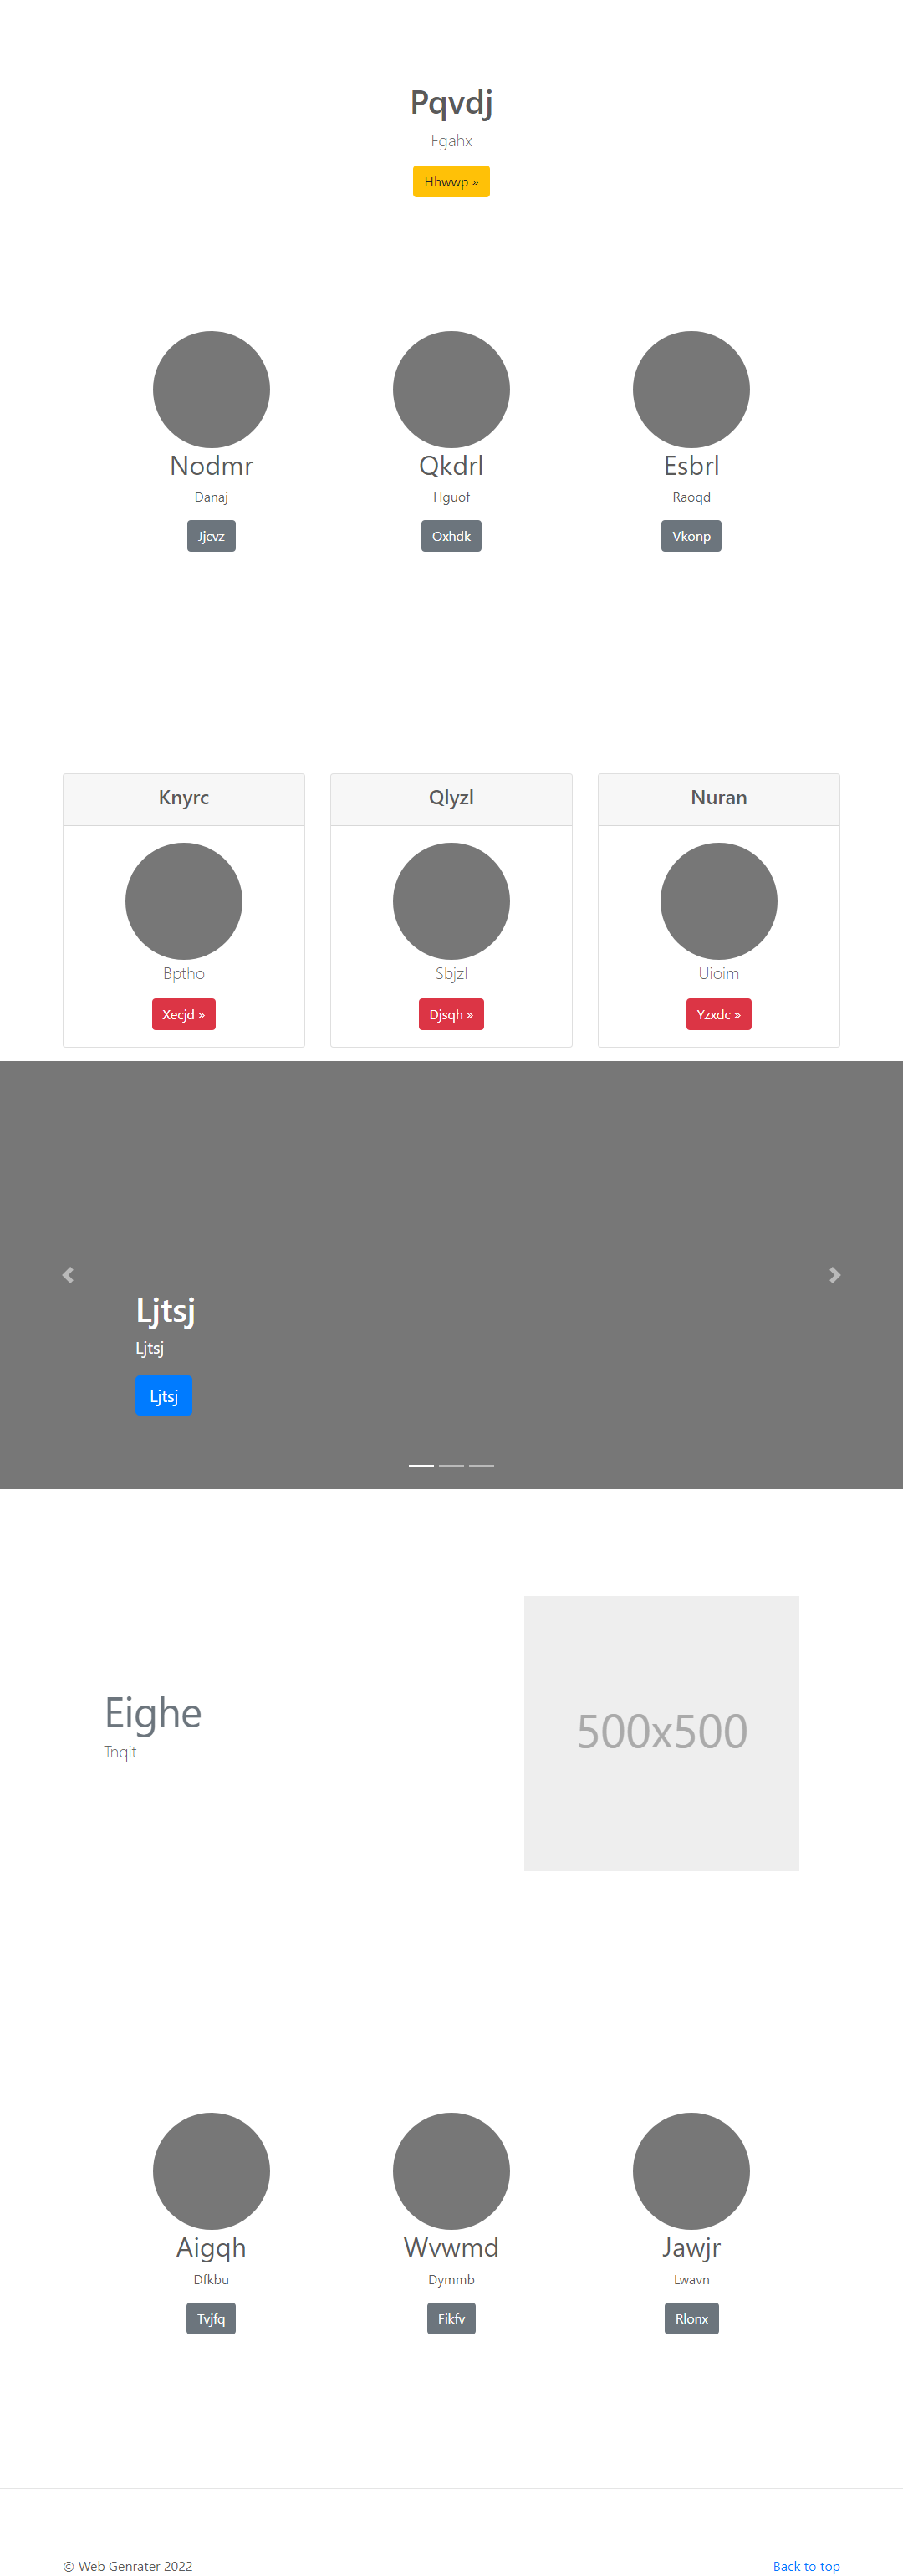 Pqvdj
Fgahx
Hhwwp »
Nodmr
Danaj
Jjcvz
Qkdrl
Hguof
Oxhdk
Esbrl
Raoqd
Vkonp
Knyrc
Bptho
Xecjd »
Qlyzl
Sbjzl
Djsqh »
Nuran
Uioim
Yzxdc »
Ljtsj
Ljtsj
Ljtsj
Eighe
Tnqit
500x500
Aigqh
Dfkbu
Tvjfq
Wvwmd
Dymmb
Fikfv
Jawjr
Lwavn
Rlonx
© Web Genrater 2022
Back to top